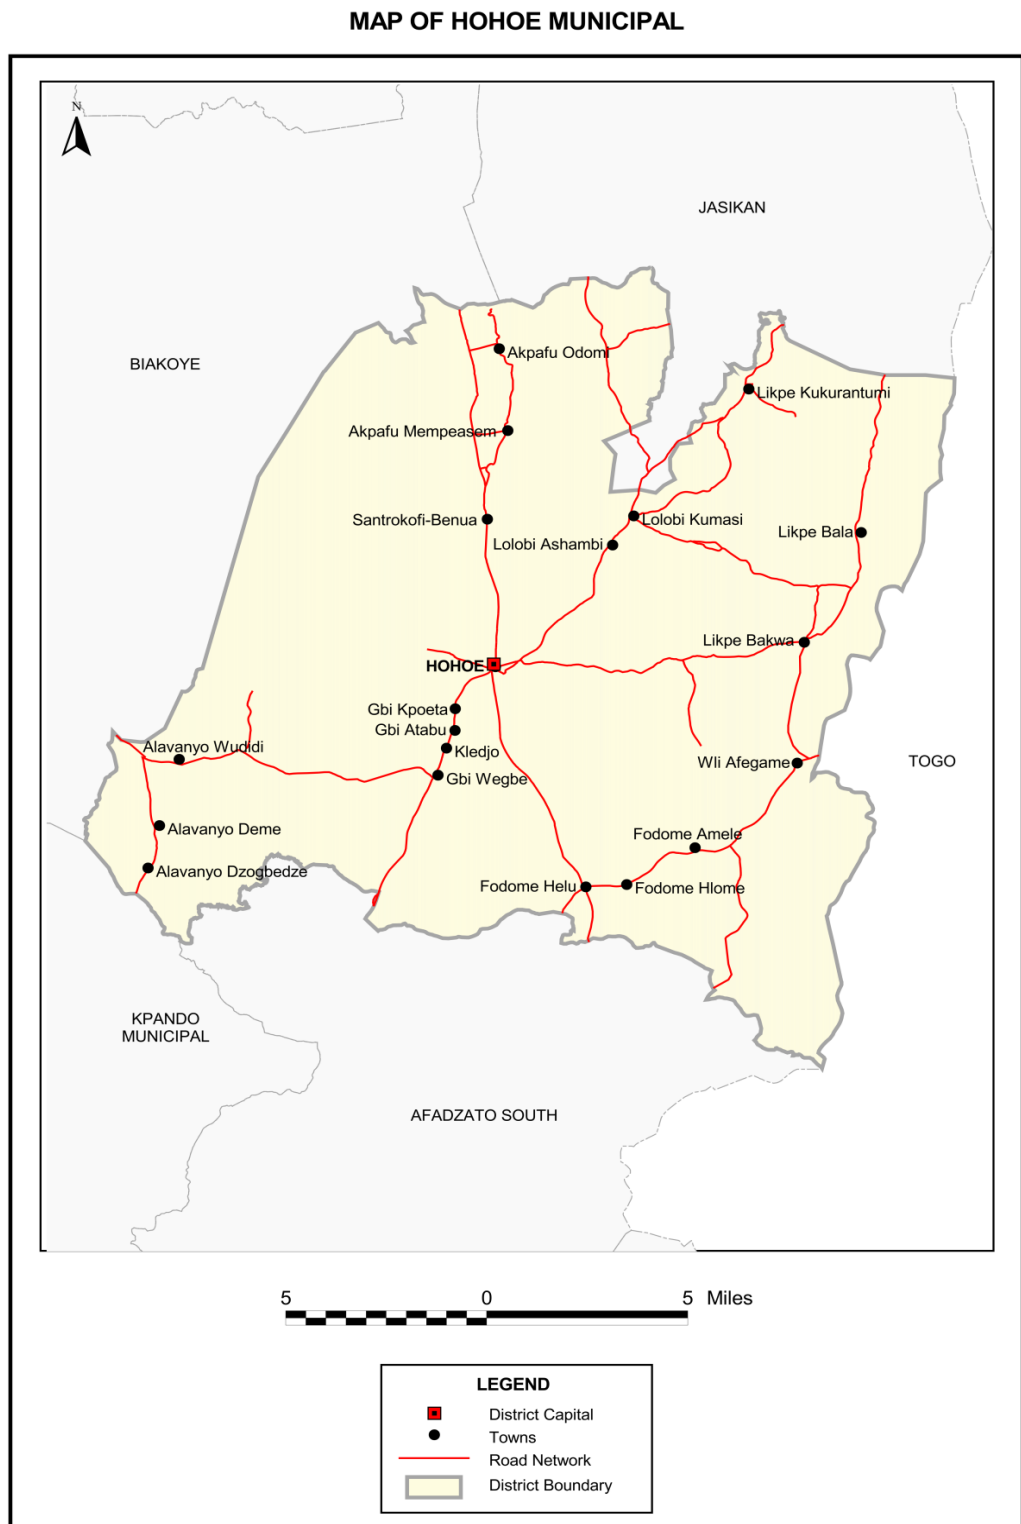 MAP OF HOHOE MUNICIPAL
N
JASIKAN
BIAKOYE
Akpafu Odomi
Likpe Kukurantumi
Akpafu Mempeasem
Santrokofi-Benua
Lolobi Kumasi
Lolobi Ashambi
Likpe Bala
Likpe Bakwa
HOHOE
Gbi Kpoeta
Gbi Atabu
Kledjo
Alavanyo Wudidi
Wli Afegame
TOGO
Gbi Wegbe
Alavanyo Deme
Fodome Amele
Alavanyo Dzogbedze
Fodome Helu
Fodome Hlome
KPANDO
MUNICIPAL
AFADZATO SOUTH
5 0 5 Miles
LEGEND
District Capital
Towns
Road Network
District Boundary